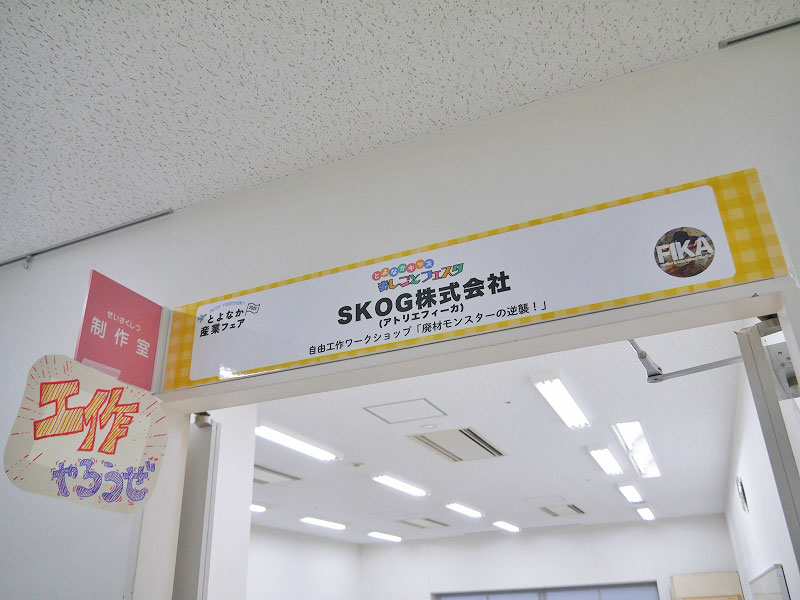 とよなかキッズ
おしごとフェスタ
SKOG株式会社
(アトリエフィーカ)
自由工作ワークショップ「廃材モンスターの逆襲！」
とよなか
産業フェア
FIKA
せいさくしつ
制作室
工作
やろうぜ